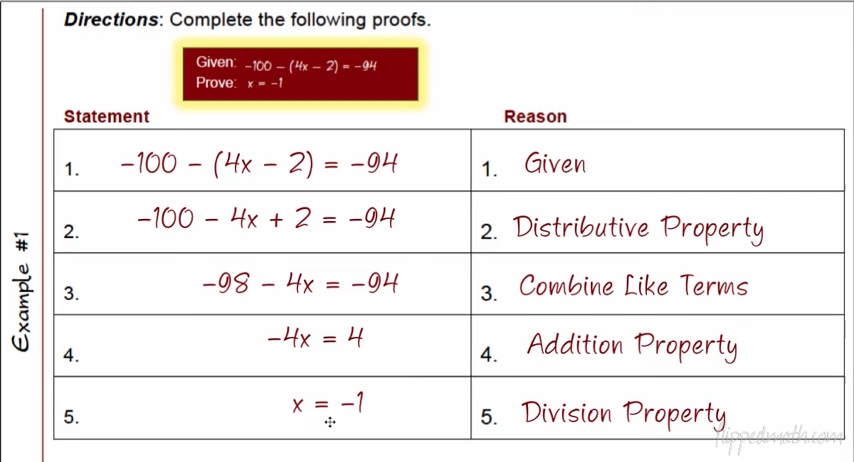 Directions: Complete the following proofs.
Given: -100 - (4x - 2) = -94
Prove: x = -1
Statement Reason
1. -100 - (4x - 2) = -94 1. Given
2. -100 - 4x + 2 = -94 2. Distributive Property
3. -98 - 4x = -94 3. Combine Like Terms
4. -4x = 4 4. Addition Property
5. x = -1 5. Division Property
flippedmath.com
Example #1